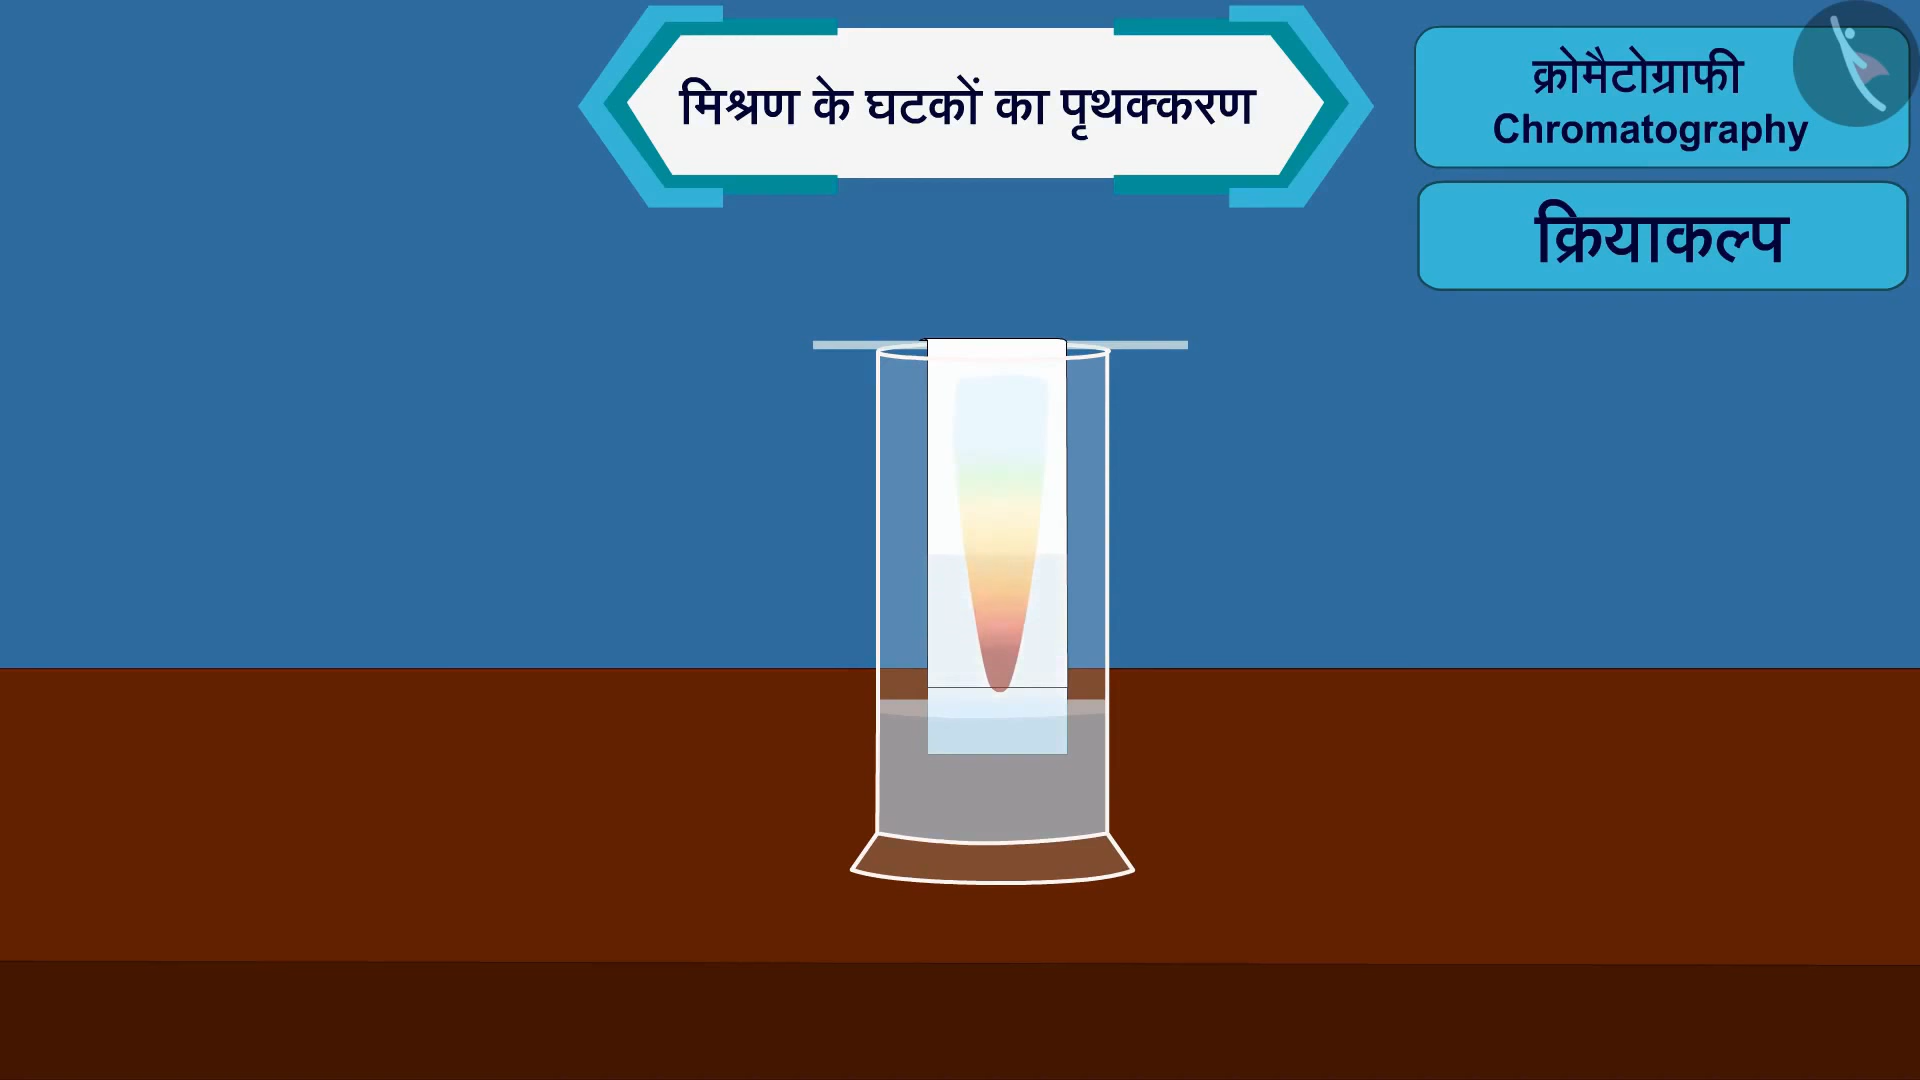 मिश्रण के घटकों का पृथक्करण
क्रोमैटोग्राफी
Chromatography
क्रियाकल्प